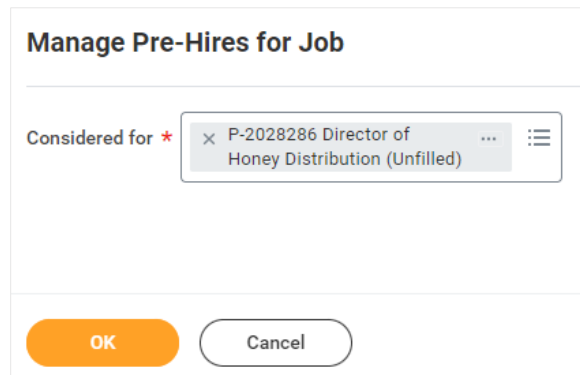 Manage Pre-Hires for Job
Considered for *
P-2028286 Director of
Honey Distribution (Unfilled)
OK
Cancel